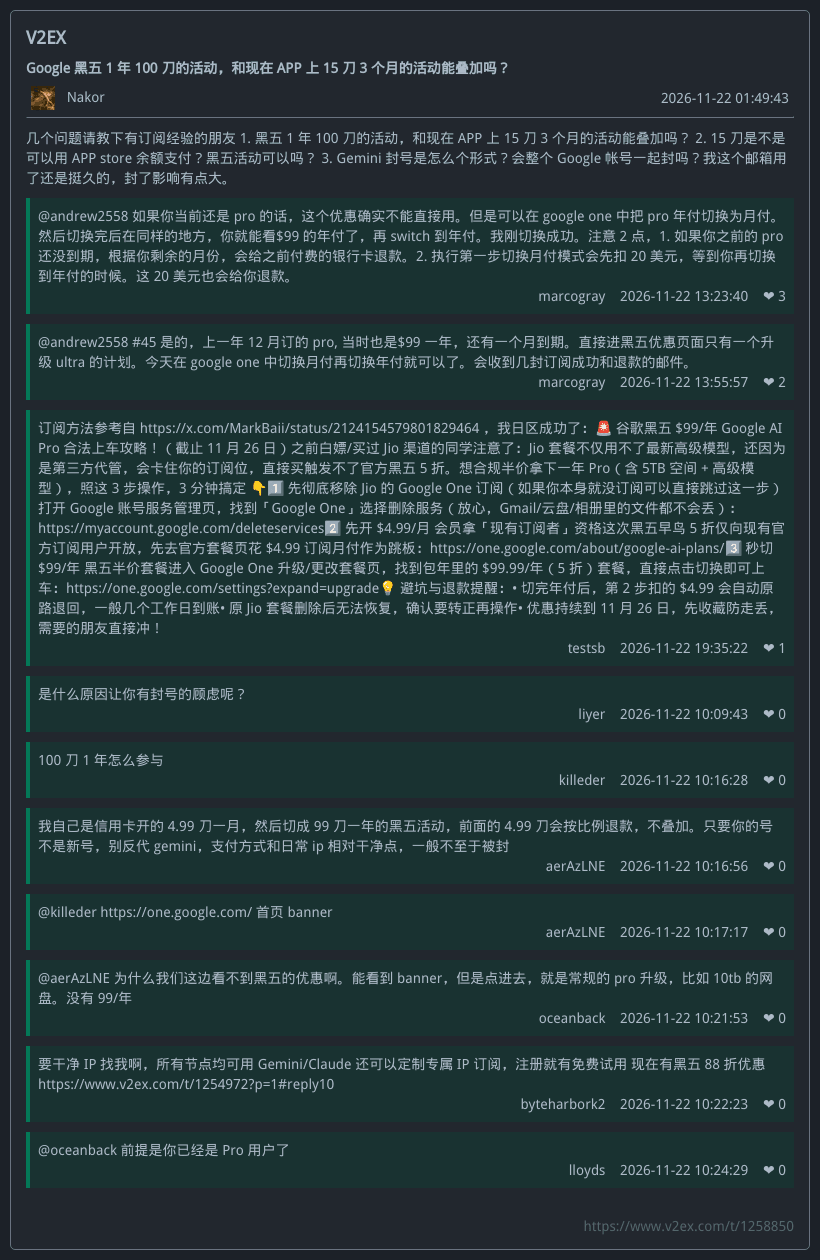 V2EX
Google 黑五 1 年 100 刀的活动，和现在 APP 上 15 刀 3 个月的活动能叠加吗？
Nakor 2026-11-22 01:49:43
几个问题请教下有订阅经验的朋友 1. 黑五 1 年 100 刀的活动，和现在 APP 上 15 刀 3 个月的活动能叠加吗？ 2. 15 刀是不是
可以用 APP store 余额支付？黑五活动可以吗？ 3. Gemini 封号是怎么个形式？会整个 Google 帐号一起封吗？我这个邮箱用
了还是挺久的，封了影响有点大。
@andrew2558 如果你当前还是 pro 的话，这个优惠确实不能直接用。但是可以在 google one 中把 pro 年付切换为月付。
然后切换完后在同样的地方，你就能看$99 的年付了，再 switch 到年付。我刚切换成功。注意 2 点，1. 如果你之前的 pro
还没到期，根据你剩余的月份，会给之前付费的银行卡退款。2. 执行第一步切换月付模式会先扣 20 美元，等到你再切换
到年付的时候。这 20 美元也会给你退款。
marcogray 2026-11-22 13:23:40 ❤ 3
@andrew2558 #45 是的，上一年 12 月订的 pro, 当时也是$99 一年，还有一个月到期。直接进黑五优惠页面只有一个升
级 ultra 的计划。今天在 google one 中切换月付再切换年付就可以了。会收到几封订阅成功和退款的邮件。
marcogray 2026-11-22 13:55:57 ❤ 2
订阅方法参考自 https://x.com/MarkBaii/status/2124154579801829464 ，我日区成功了：🚨 谷歌黑五 $99/年 Google AI
Pro 合法上车攻略！（截止 11 月 26 日）之前白嫖/买过 Jio 渠道的同学注意了：Jio 套餐不仅用不了最新高级模型，还因为
是第三方代管，会卡住你的订阅位，直接买触发不了官方黑五 5 折。想合规半价拿下一年 Pro（含 5TB 空间 + 高级模
型），照这 3 步操作，3 分钟搞定 👇1️⃣ 先彻底移除 Jio 的 Google One 订阅（如果你本身就没订阅可以直接跳过这一步）
打开 Google 账号服务管理页，找到「Google One」选择删除服务（放心，Gmail/云盘/相册里的文件都不会丢）：
https://myaccount.google.com/deleteservices2️⃣ 先开 $4.99/月 会员拿「现有订阅者」资格这次黑五早鸟 5 折仅向现有官
方订阅用户开放，先去官方套餐页花 $4.99 订阅月付作为跳板：https://one.google.com/about/google-ai-plans/3️⃣ 秒切
$99/年 黑五半价套餐进入 Google One 升级/更改套餐页，找到包年里的 $99.99/年（5 折）套餐，直接点击切换即可上
车：https://one.google.com/settings?expand=upgrade💡 避坑与退款提醒：• 切完年付后，第 2 步扣的 $4.99 会自动原
路退回，一般几个工作日到账• 原 Jio 套餐删除后无法恢复，确认要转正再操作• 优惠持续到 11 月 26 日，先收藏防走丢，
需要的朋友直接冲！
testsb 2026-11-22 19:35:22 ❤ 1
是什么原因让你有封号的顾虑呢？
liyer 2026-11-22 10:09:43 ❤ 0
100 刀 1 年怎么参与
killeder 2026-11-22 10:16:28 ❤ 0
我自己是信用卡开的 4.99 刀一月，然后切成 99 刀一年的黑五活动，前面的 4.99 刀会按比例退款，不叠加。只要你的号
不是新号，别反代 gemini，支付方式和日常 ip 相对干净点，一般不至于被封
aerAzLNE 2026-11-22 10:16:56 ❤ 0
@killeder https://one.google.com/ 首页 banner
aerAzLNE 2026-11-22 10:17:17 ❤ 0
@aerAzLNE 为什么我们这边看不到黑五的优惠啊。能看到 banner，但是点进去，就是常规的 pro 升级，比如 10tb 的网
盘。没有 99/年
oceanback 2026-11-22 10:21:53 ❤ 0
要干净 IP 找我啊，所有节点均可用 Gemini/Claude 还可以定制专属 IP 订阅，注册就有免费试用 现在有黑五 88 折优惠
https://www.v2ex.com/t/1254972?p=1#reply10
byteharbork2 2026-11-22 10:22:23 ❤ 0
@oceanback 前提是你已经是 Pro 用户了
lloyds 2026-11-22 10:24:29 ❤ 0
https://www.v2ex.com/t/1258850